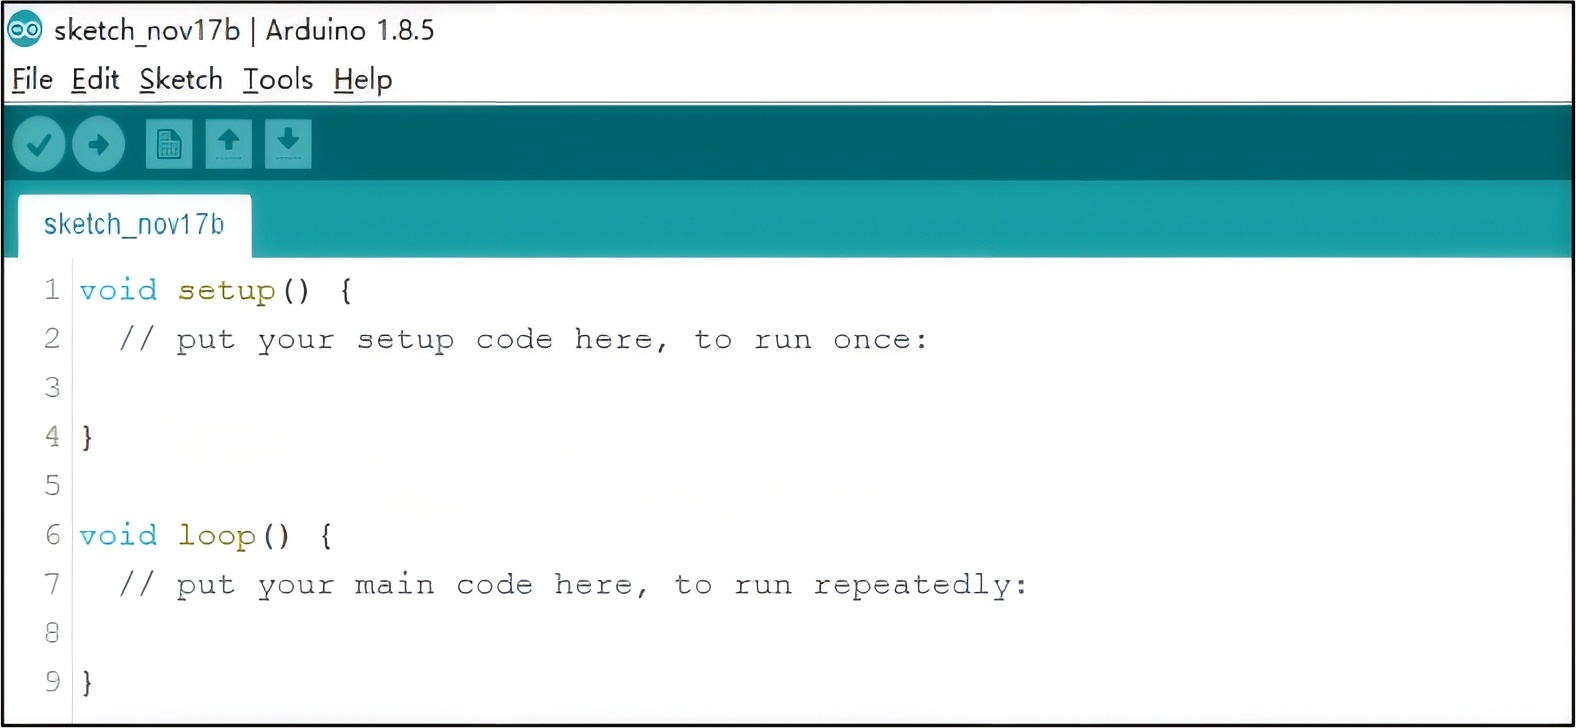 sketch_nov17b | Arduino 1.8.5
File Edit Sketch Tools Help
sketch_nov17b
1 void setup() {
2   // put your setup code here, to run once:
3
4 }
5
6 void loop() {
7   // put your main code here, to run repeatedly:
8
9 }